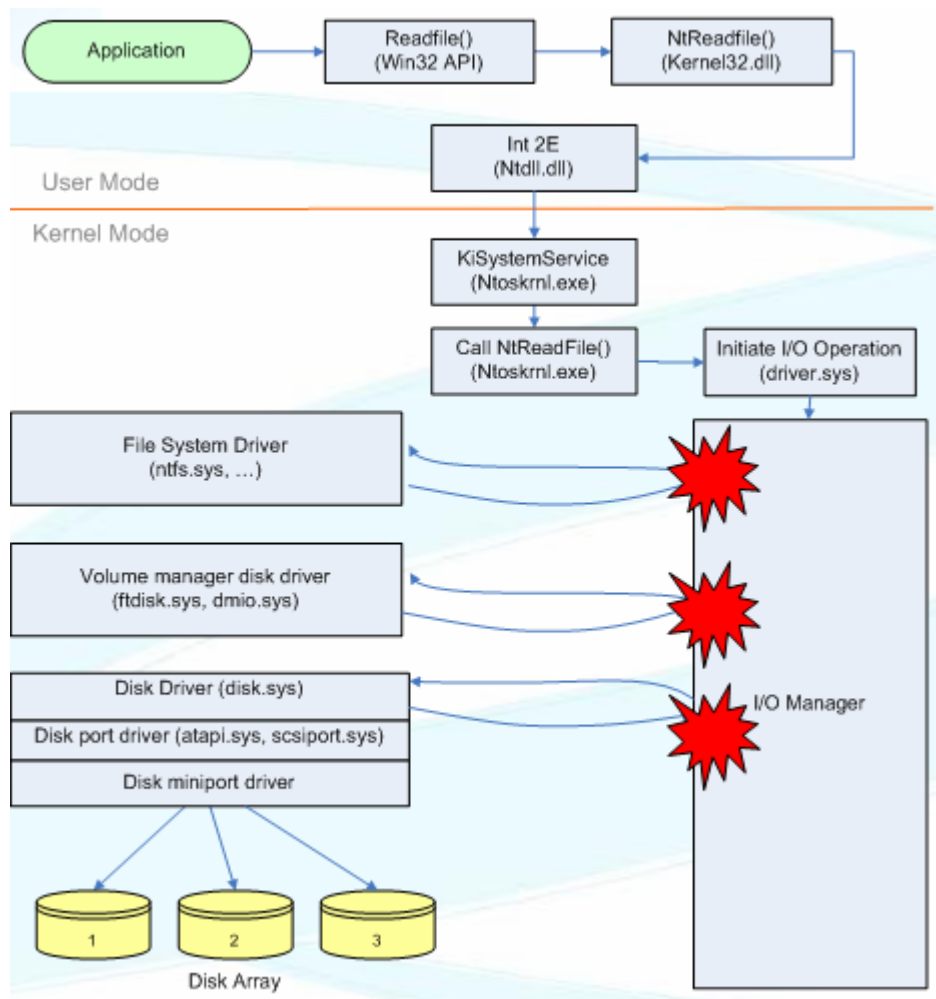 Application
Readfile()
(Win32 API)
NtReadfile()
(Kernel32.dll)
Int 2E
(Ntdll.dll)
User Mode
Kernel Mode
KiSystemService
(Ntoskrnl.exe)
Call NtReadFile()
(Ntoskrnl.exe)
Initiate I/O Operation
(driver.sys)
File System Driver
(ntfs.sys, …)
Volume manager disk driver
(ftdisk.sys, dmio.sys)
Disk Driver (disk.sys)
I/O Manager
Disk port driver (atapi.sys, scsiport.sys)
Disk miniport driver
1
2
3
Disk Array